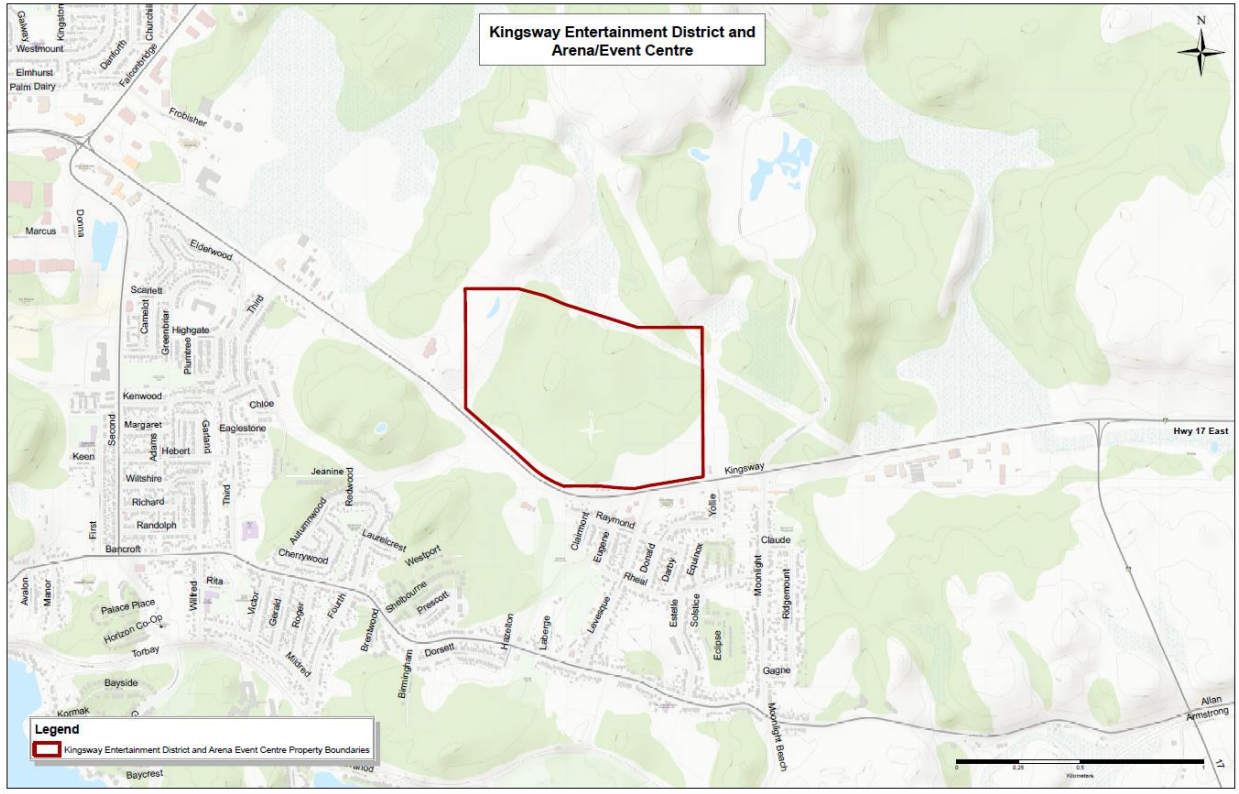 Kingsway Entertainment District and
Arena/Event Centre
N
Galway
Kingston
Churchill
Westmount
Danforth
Falconbridge
Elmhurst
Palm Dairy
Frobisher
Donna
Marcus
Elderwood
Scarlett
Third
Camelot
Greenbriar
Highgate
Plumtree
Kenwood
Chloe
Second
Margaret
Adams
Garland
Eaglestone
Hebert
Keen
Hwy 17 East
Kingsway
Jeanine
Redwood
Wiltshire
Third
Richard
Yollie
First
Randolph
Autumnwood
Clairmont
Raymond
Eugene
Laurelcrest
Claude
Bancroft
Cherrywood
Westport
Donald
Darby
Equinox
Moonlight
Ridgemount
Rheal
Avalon
Manor
Wilfred
Rita
Victor
Gerald
Roger
Fourth
Shelbourne
Prescott
Levesque
Estelle
Solstice
Palace Place
Horizon Co-Op
Brentwood
Hazelton
Laberge
Eclipse
Torbay
Mildred
Birmingham
Dorsett
Gagne
Bayside
Kormak
Moonlight Beach
Allan
Armstrong
Legend
Kingsway Entertainment District and Arena Event Centre Property Boundaries
Baycrest
0
0.25
0.5
1
Kilometers
17